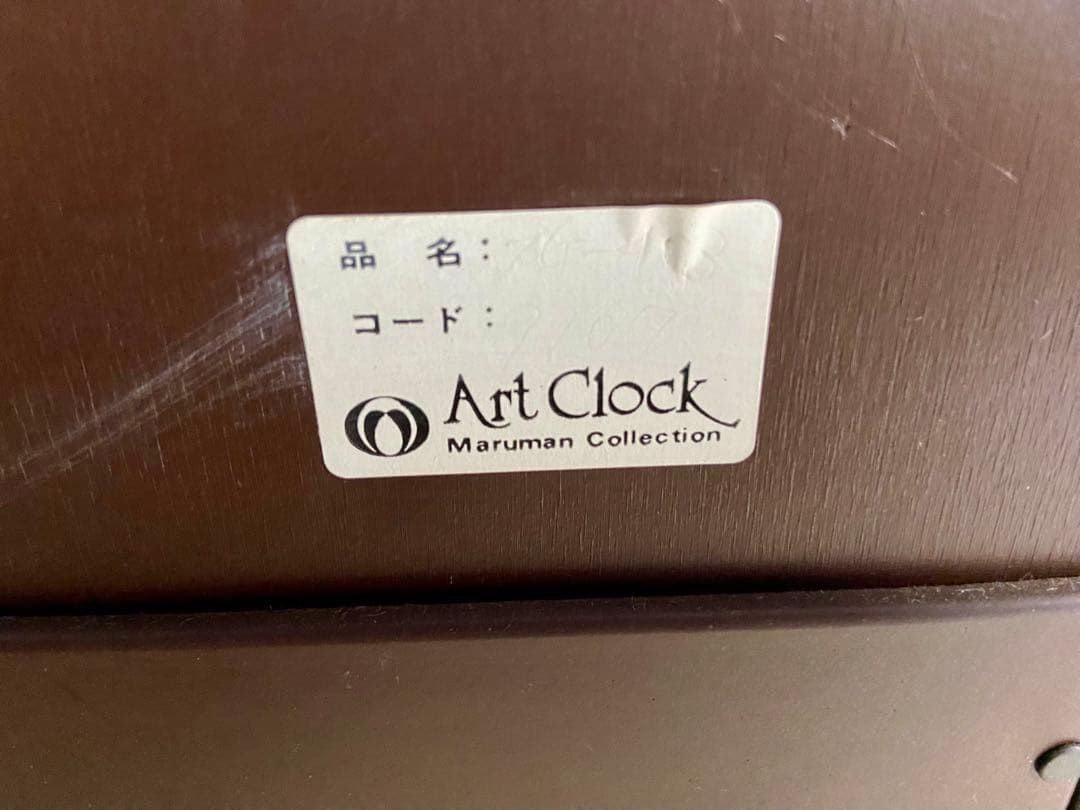 品 名：
コード：
Art Clock
Maruman Collection